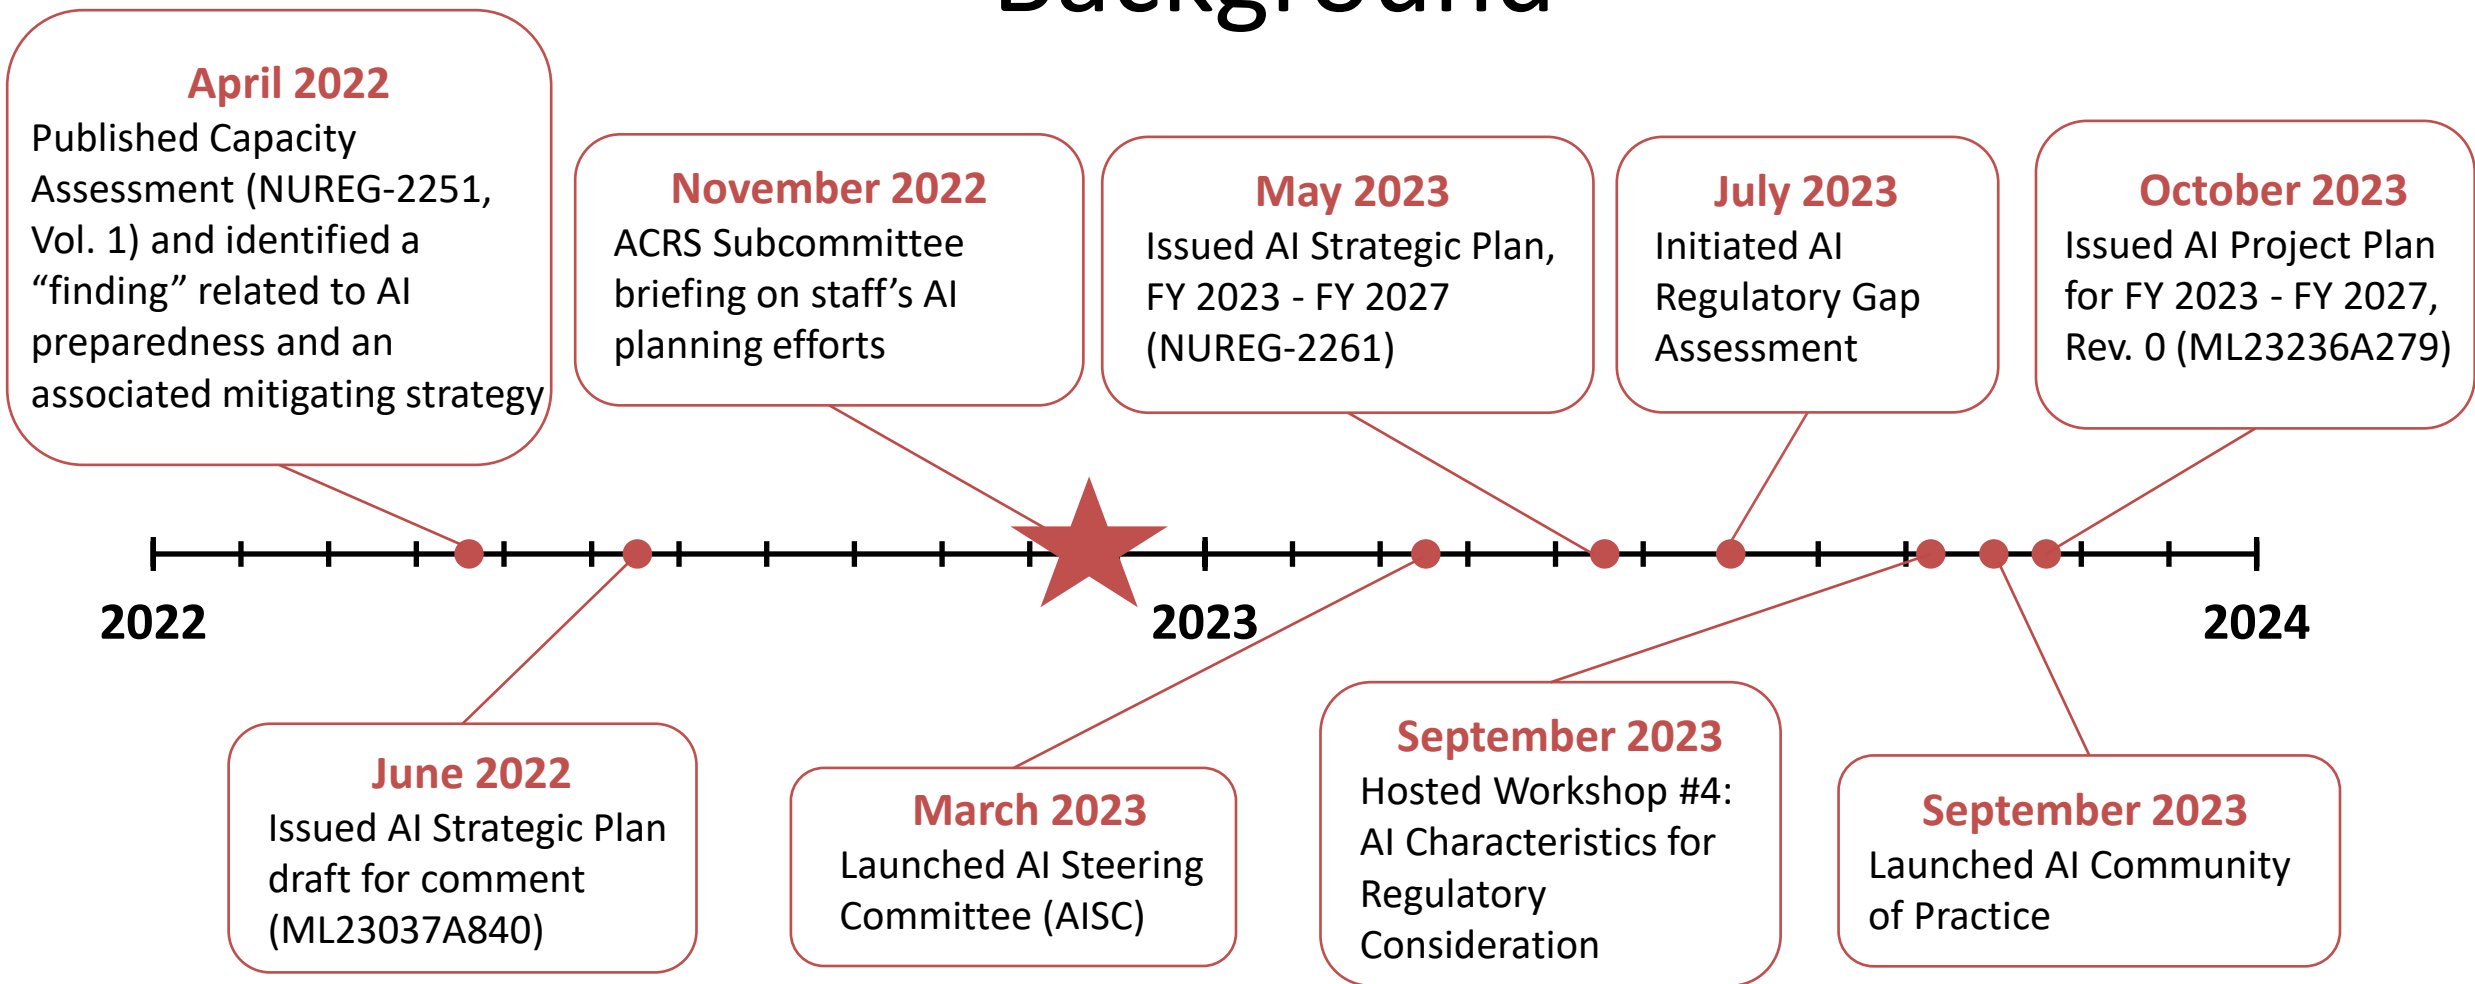 Background
April 2022
Published Capacity
Assessment (NUREG-2251,
Vol. 1) and identified a
“finding” related to AI
preparedness and an
associated mitigating strategy
November 2022
ACRS Subcommittee
briefing on staff’s AI
planning efforts
May 2023
Issued AI Strategic Plan,
FY 2023 - FY 2027
(NUREG-2261)
July 2023
Initiated AI
Regulatory Gap
Assessment
October 2023
Issued AI Project Plan
for FY 2023 - FY 2027,
Rev. 0 (ML23236A279)
2022
2023
2024
June 2022
Issued AI Strategic Plan
draft for comment
(ML23037A840)
March 2023
Launched AI Steering
Committee (AISC)
September 2023
Hosted Workshop #4:
AI Characteristics for
Regulatory
Consideration
September 2023
Launched AI Community
of Practice